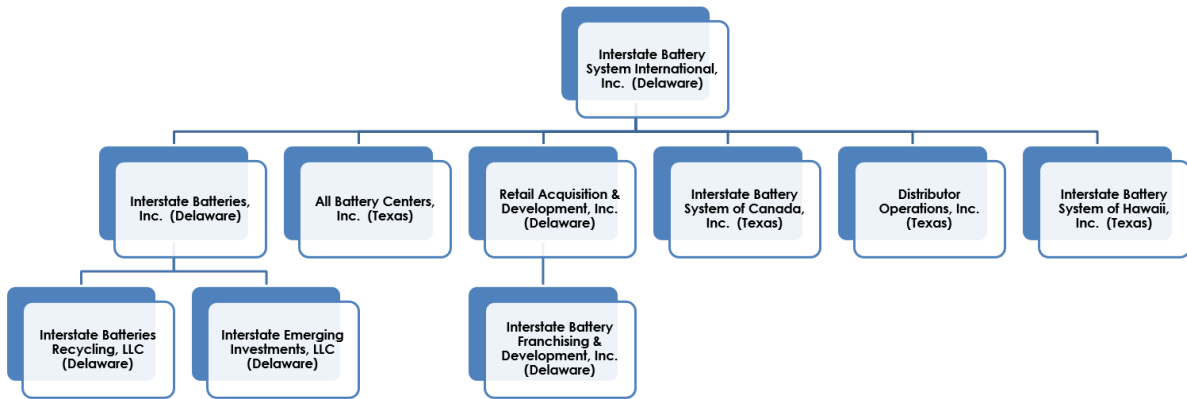 Interstate Battery
System International,
Inc. (Delaware)
Interstate Batteries,
Inc. (Delaware)
All Battery Centers,
Inc. (Texas)
Retail Acquisition &
Development, Inc.
(Delaware)
Interstate Battery
System of Canada,
Inc. (Texas)
Distributor
Operations, Inc.
(Texas)
Interstate Battery
System of Hawaii,
Inc. (Texas)
Interstate Batteries
Recycling, LLC
(Delaware)
Interstate Emerging
Investments, LLC
(Delaware)
Interstate Battery
Franchising &
Development, Inc.
(Delaware)